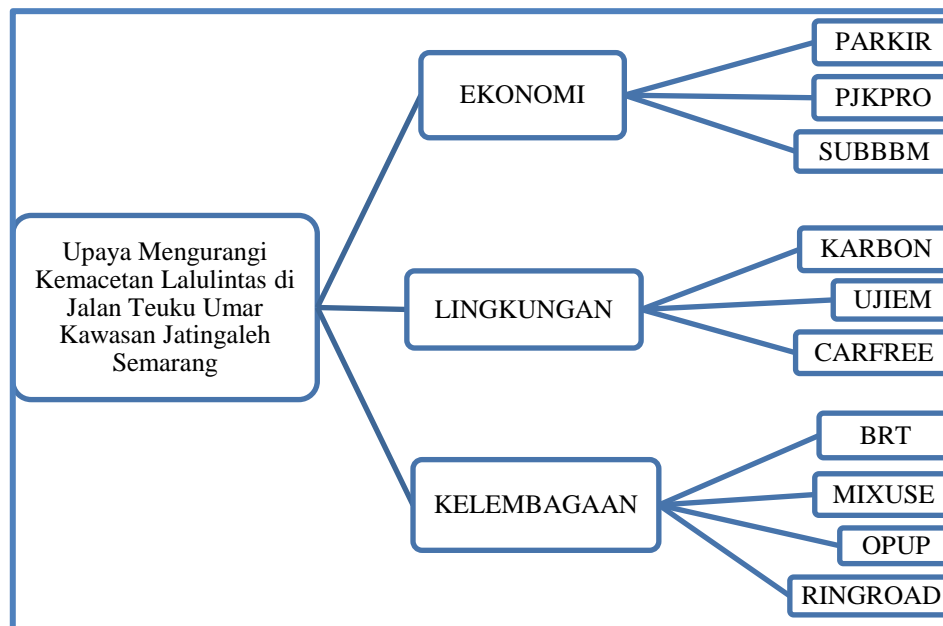 Upaya Mengurangi
Kemacetan Lalulintas di
Jalan Teuku Umar
Kawasan Jatingaleh
Semarang
EKONOMI
PARKIR
PJKPRO
SUBBBM
LINGKUNGAN
KARBON
UJIEM
CARFREE
KELEMBAGAAN
BRT
MIXUSE
OPUP
RINGROAD